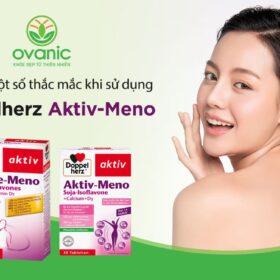 ovanic
KHỎE ĐẸP TỪ THIÊN NHIÊN
ột số thắc mắc khi sử dụng
lherz Aktiv-Meno
aktiv
e-Meno
flavones
Doppel
herz
aktiv
Aktiv-Meno
Soja-Isoflavone
+Calcium+D3
30 Tabletten